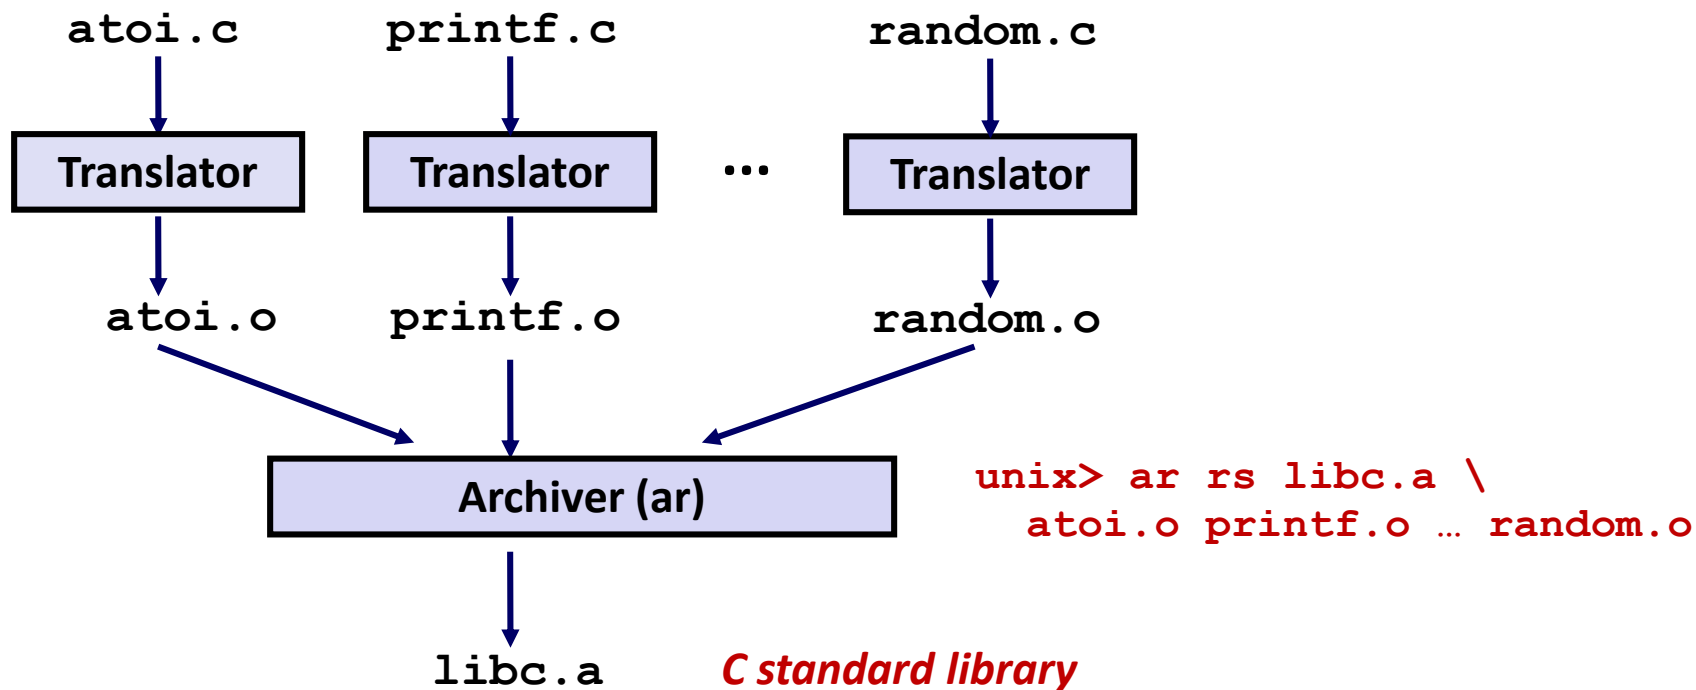 atoi.c printf.c random.c
Translator Translator ... Translator
atoi.o printf.o random.o
Archiver (ar)
unix> ar rs libc.a \
atoi.o printf.o … random.o
libc.a C standard library